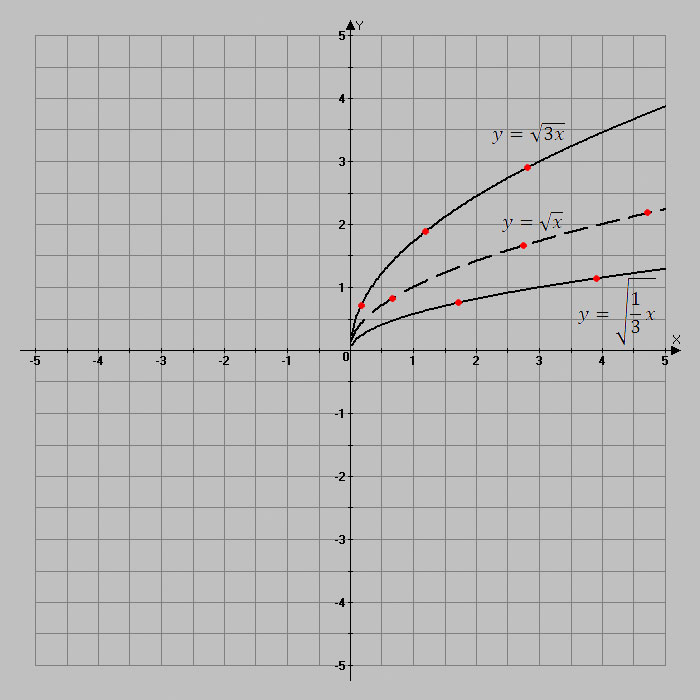 Y
5
4
y = √3x
3
y = √x
2
1
y = √1/3 x
X
-5 -4 -3 -2 -1 0 1 2 3 4 5
-1
-2
-3
-4
-5